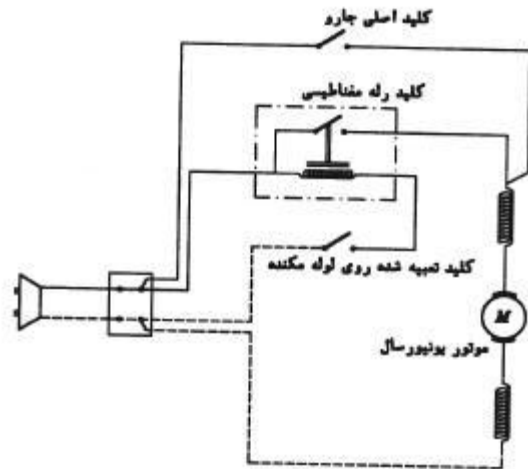 کلید اصلی جارو
کلید رله مغناطیسی
کلید تعبیه شده روی لوله مکنده
M
موتور یونیورسال